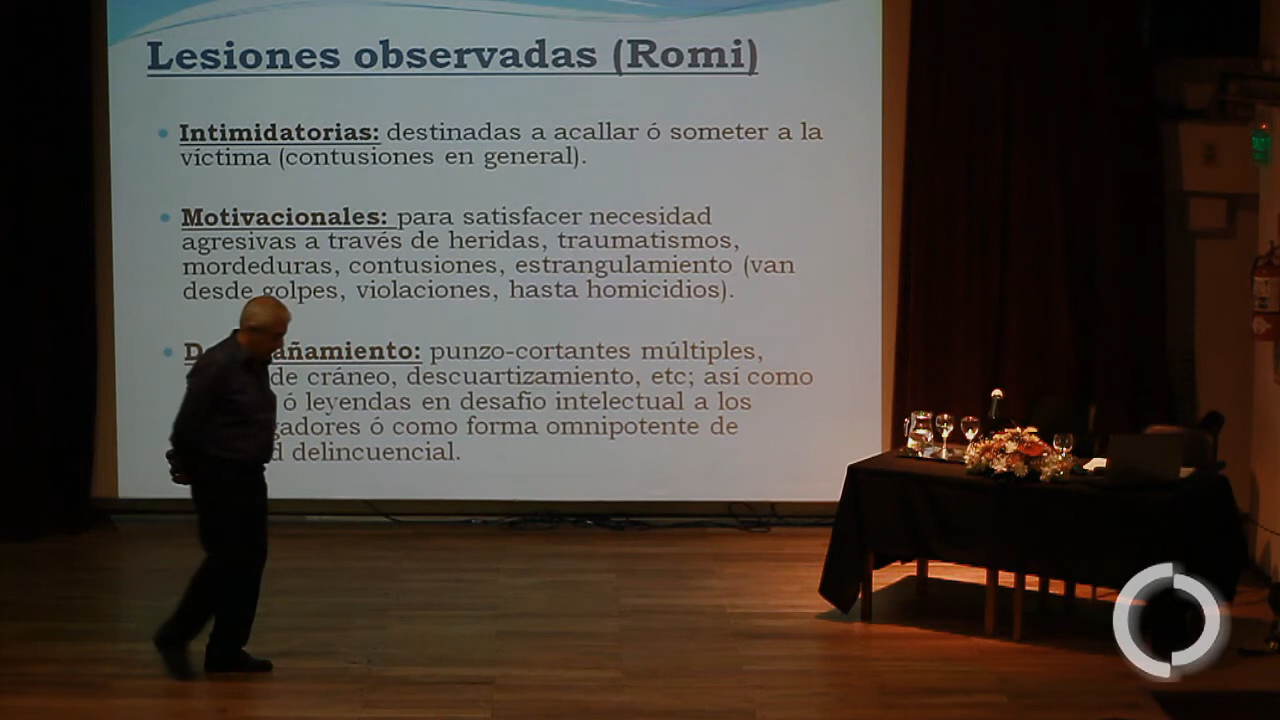 Lesiones observadas (Romi)
Intimidatorias: destinadas a acallar ó someter a la
víctima (contusiones en general).
Motivacionales: para satisfacer necesidad
agresivas a través de heridas, traumatismos,
mordeduras, contusiones, estrangulamiento (van
desde golpes, violaciones, hasta homicidios).
punzo-cortantes múltiples,
de cráneo, descuartizamiento, etc; así como
ó leyendas en desafío intelectual a los
ó como forma omnipotente de
delincuencial.